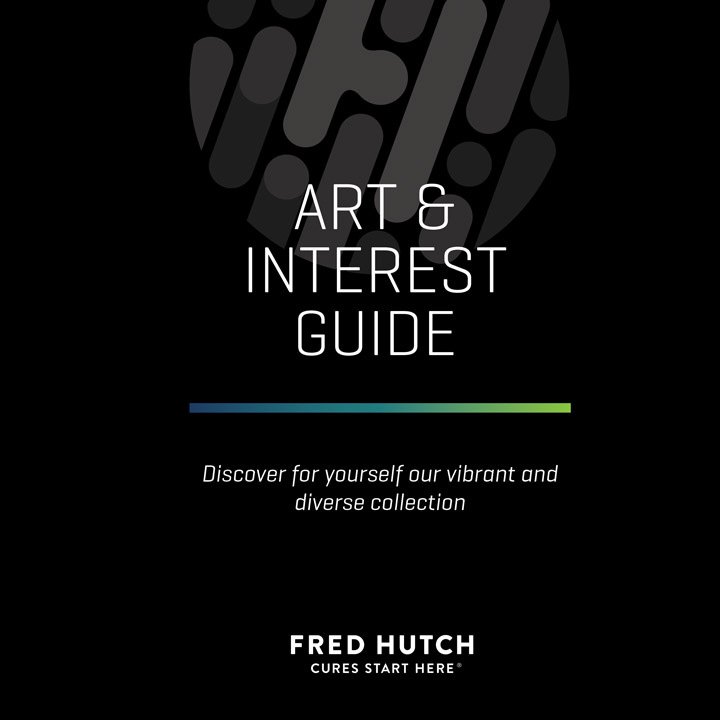 ART &
INTEREST
GUIDE
Discover for yourself our vibrant and
diverse collection
FRED HUTCH
CURES START HERE®